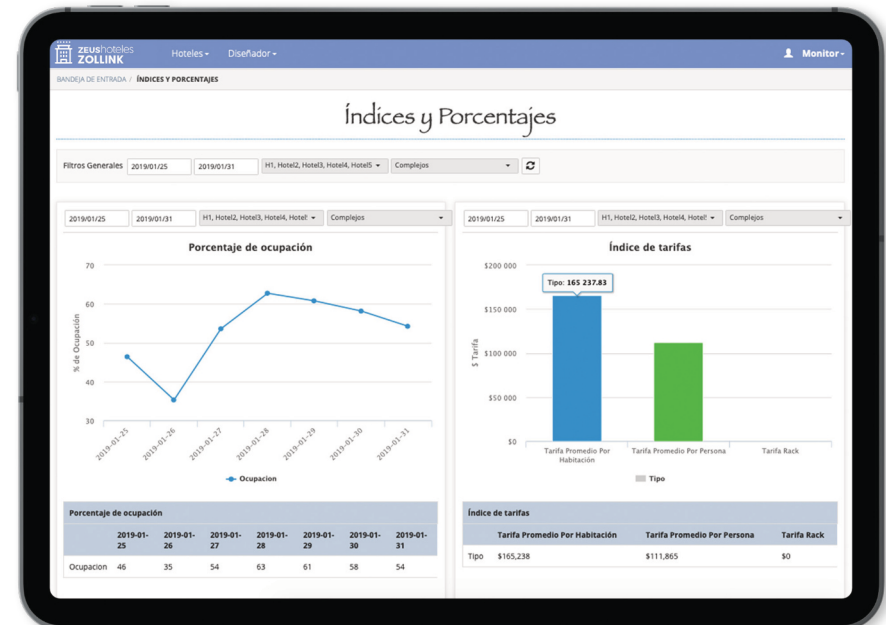 ZEUShoteles
ZOLLINK
Hoteles
Diseñador
Monitor
BANDEJA DE ENTRADA / ÍNDICES Y PORCENTAJES
Índices y Porcentajes
Filtros Generales 2019/01/25 2019/01/31 H1, Hotel2, Hotel3, Hotel4, Hotel5 Complejos
2019/01/25 2019/01/31 H1, Hotel2, Hotel3, Hotel4, Hotel! Complejos
Porcentaje de ocupación
70
60
50
40
30
% de Ocupación
2019-01-25 2019-01-26 2019-01-27 2019-01-28 2019-01-29 2019-01-30 2019-01-31
Ocupacion
Porcentaje de ocupación
2019-01-25 2019-01-26 2019-01-27 2019-01-28 2019-01-29 2019-01-30 2019-01-31
Ocupacion 46 35 54 63 61 58 54
2019/01/25 2019/01/31 H1, Hotel2, Hotel3, Hotel4, Hotel! Complejos
Índice de tarifas
$200 000
Tipo: 165 237.83
$150 000
$100 000
$50 000
$0
$ Tarifa
Tarifa Promedio Por Habitación Tarifa Promedio Por Persona Tarifa Rack
Tipo
Índice de tarifas
Tarifa Promedio Por Habitación Tarifa Promedio Por Persona Tarifa Rack
Tipo $165,238 $111,865 $0